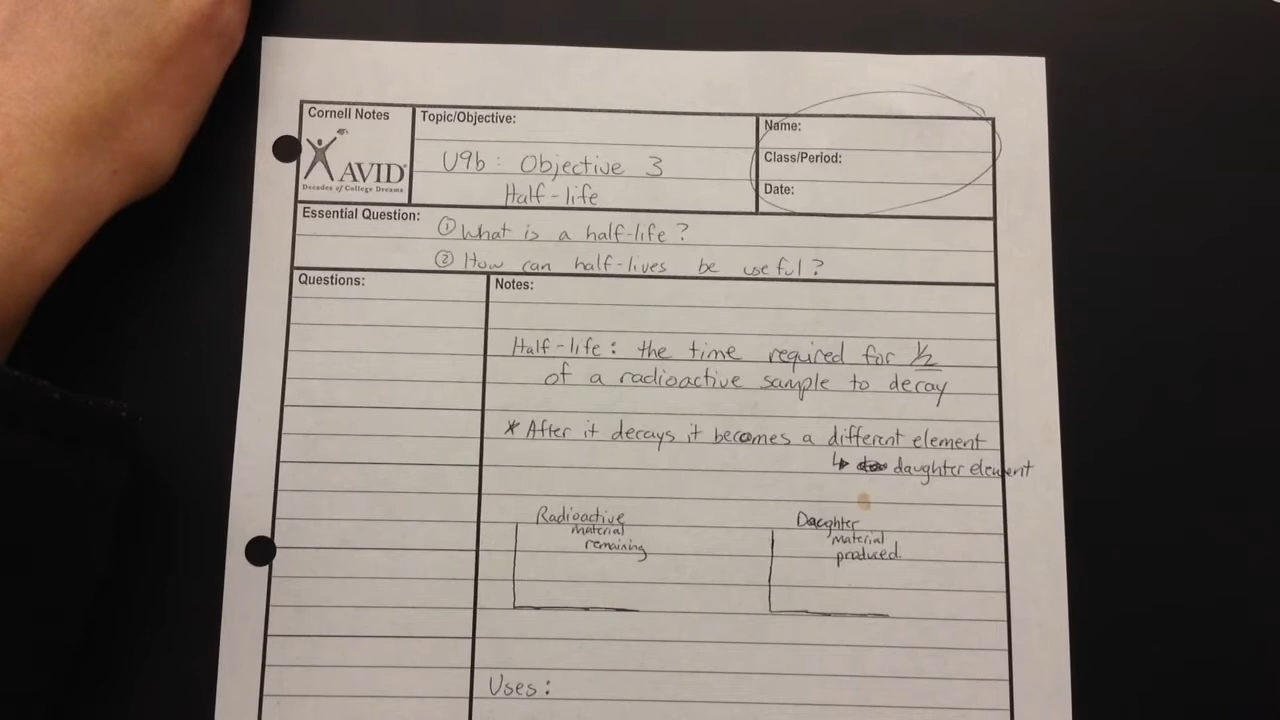 Cornell Notes
AVID
Decades of College Dreams
Topic/Objective:
U9b: Objective 3
Half-life
Name:
Class/Period:
Date:
Essential Question:
① What is a half-life?
② How can half-lives be useful?
Questions:
Notes:
Half-life: the time required for 1/2
of a radioactive sample to decay
* After it decays it becomes a different element
↳ daughter element
Radioactive
material
remaining
Daughter
material
produced.
Uses: